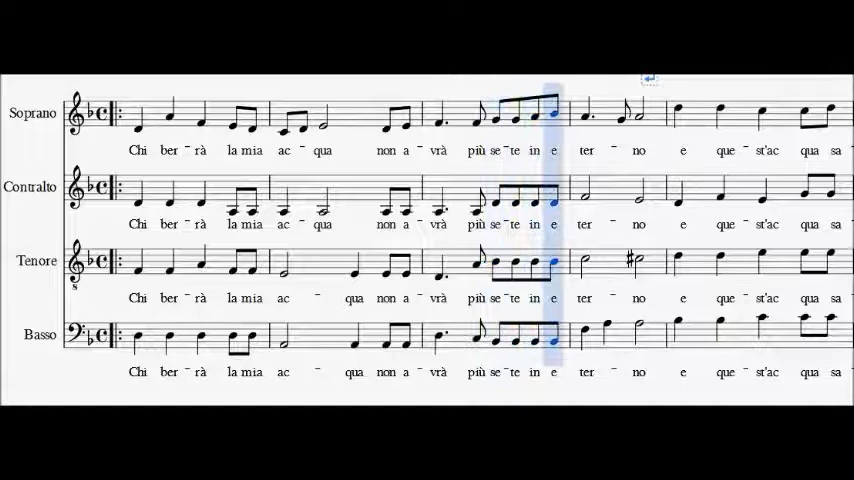 Soprano
Chi ber - rà la mia ac - qua non a - vrà più se - te in e ter - no e que - st'ac qua sa -
Contralto
Chi ber - rà la mia ac - qua non a - vrà più se - te in e ter - no e que - st'ac qua sa -
Tenore
8
Chi ber - rà la mia ac - qua non a - vrà più se - te in e ter - no e que - st'ac qua sa -
Basso
Chi ber - rà la mia ac - qua non a - vrà più se - te in e ter - no e que - st'ac qua sa -